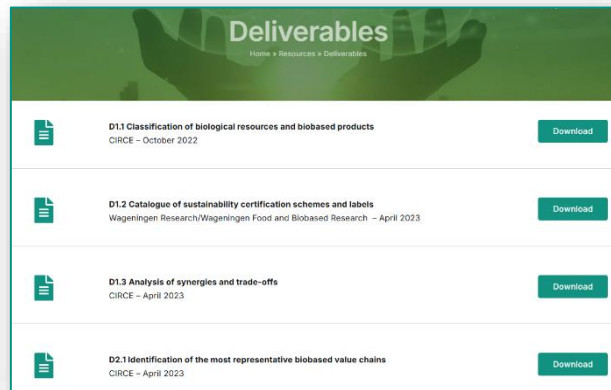 Deliverables
Home » Resources » Deliverables
D1.1 Classification of biological resources and biobased products
Download
CIRCE – October 2022
D1.2 Catalogue of sustainability certification schemes and labels
Download
Wageningen Research/Wageningen Food and Biobased Research – April 2023
D1.3 Analysis of synergies and trade-offs
Download
CIRCE – April 2023
D2.1 Identification of the most representative biobased value chains
Download
CIRCE – April 2023